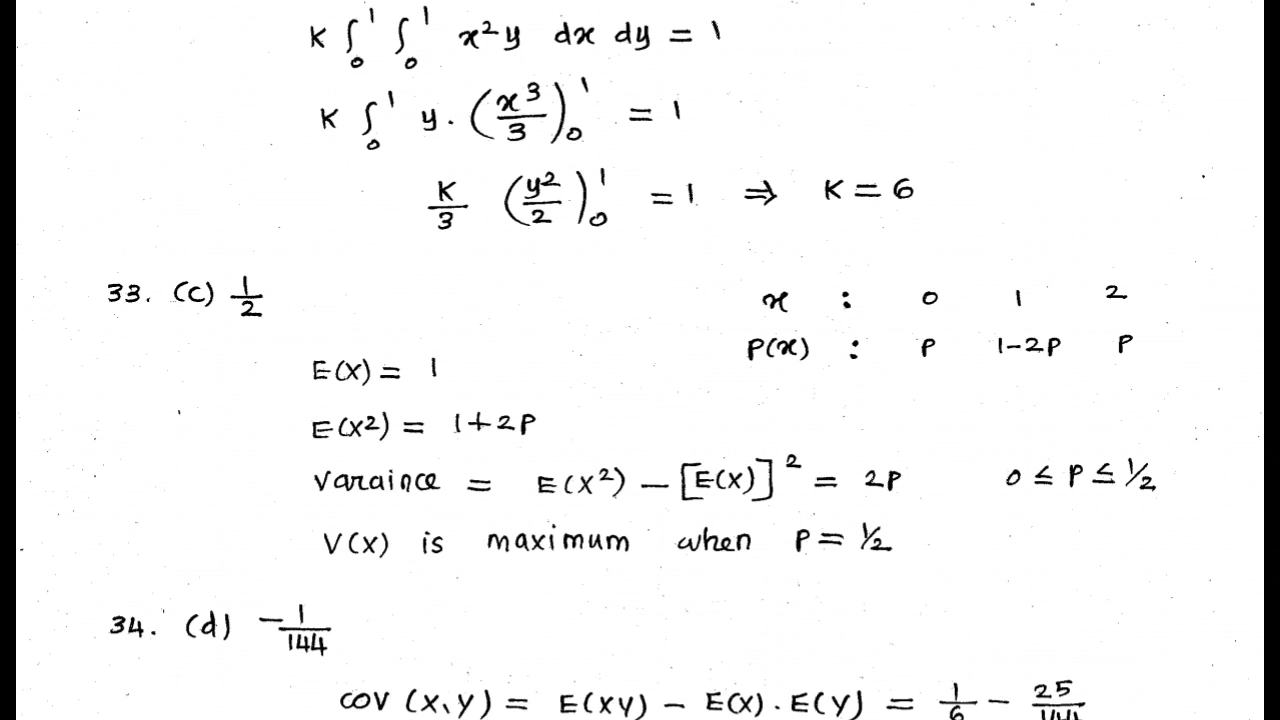 K ∫₀¹ ∫₀¹ x²y dx dy = 1
K ∫₀¹ y. (x³/3)₀¹ = 1
K/3 (y²/2)₀¹ = 1 ⇒ K = 6
33. (C) 1/2
x : 0 1 2
P(x) : P 1-2P P
E(X) = 1
E(X²) = 1+2P
varaince = E(X²) - [E(X)]² = 2P 0 ≤ P ≤ 1/2
V(X) is maximum when P = 1/2
34. (d) -1/144
cov (X,Y) = E(XY) - E(X). E(Y) = 1/6 - 25/144